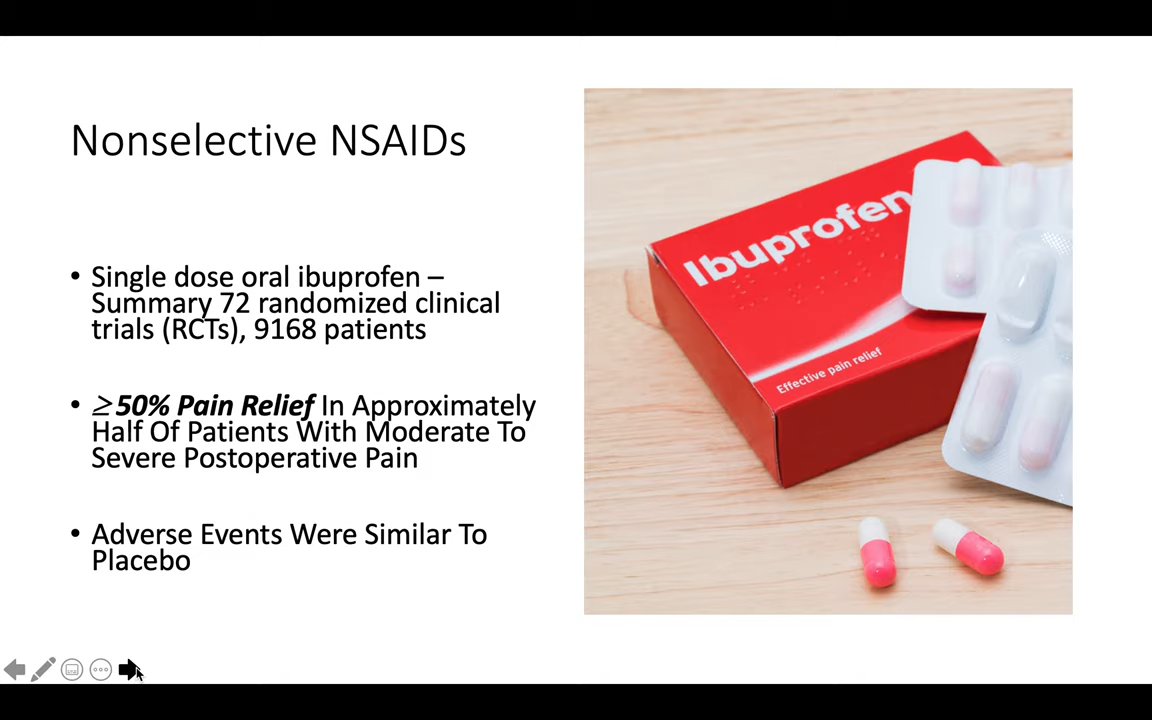 Nonselective NSAIDs
• Single dose oral ibuprofen –
Summary 72 randomized clinical
trials (RCTs), 9168 patients
• ≥50% Pain Relief In Approximately
Half Of Patients With Moderate To
Severe Postoperative Pain
• Adverse Events Were Similar To
Placebo
Ibuprofen
Effective pain relief